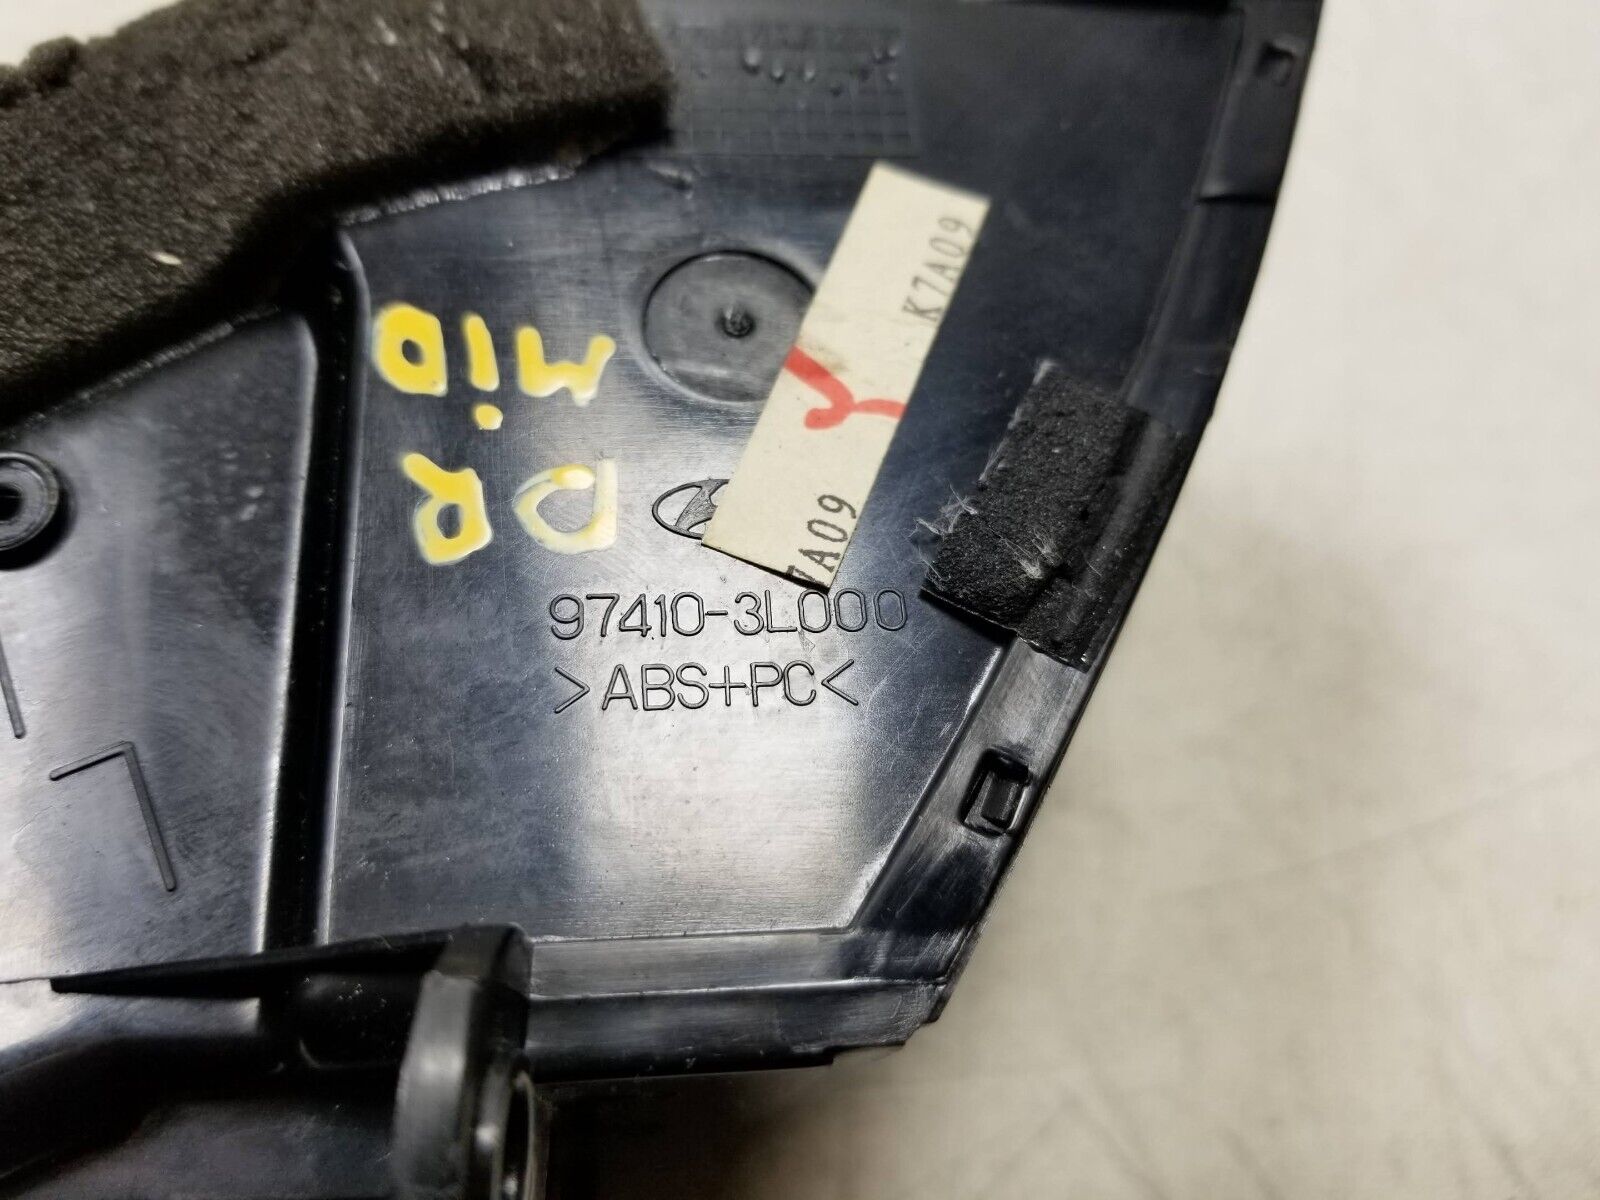 K7A09
Y
7A09
DR
MiD
97410-3L000
>ABS+PC<